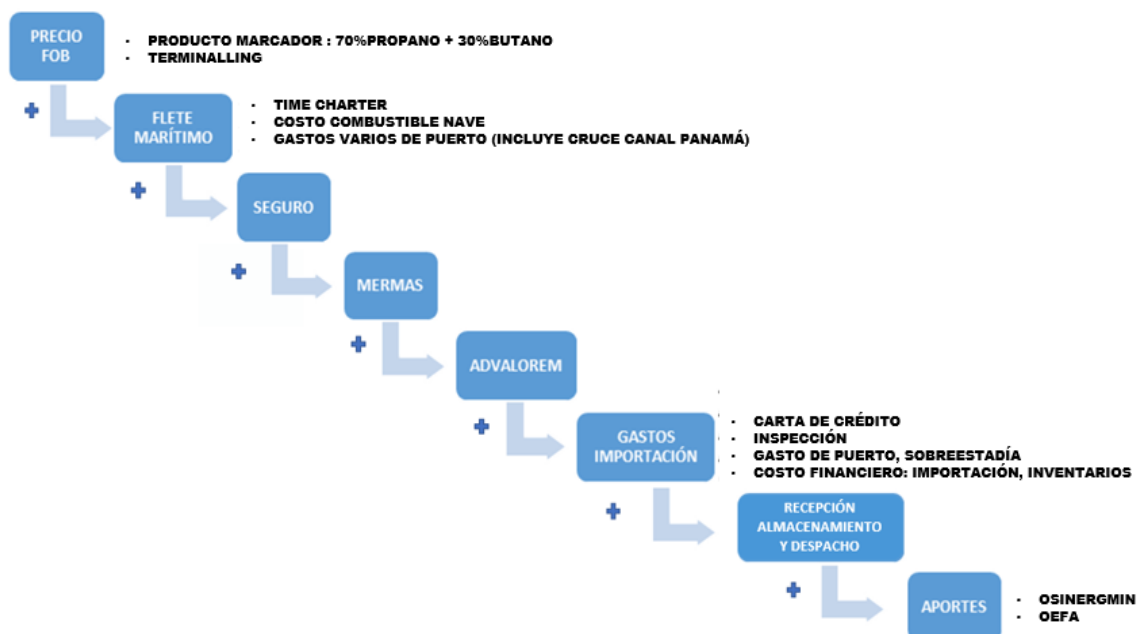 PRECIO
FOB
- PRODUCTO MARCADOR : 70%PROPANO + 30%BUTANO
- TERMINALLING
FLETE
MARÍTIMO
- TIME CHARTER
- COSTO COMBUSTIBLE NAVE
- GASTOS VARIOS DE PUERTO (INCLUYE CRUCE CANAL PANAMÁ)
SEGURO
MERMAS
ADVALOREM
GASTOS
IMPORTACIÓN
- CARTA DE CRÉDITO
- INSPECCIÓN
- GASTO DE PUERTO, SOBREESTADÍA
- COSTO FINANCIERO: IMPORTACIÓN, INVENTARIOS
RECEPCIÓN
ALMACENAMIENTO
Y DESPACHO
APORTES
- OSINERGMIN
- OEFA